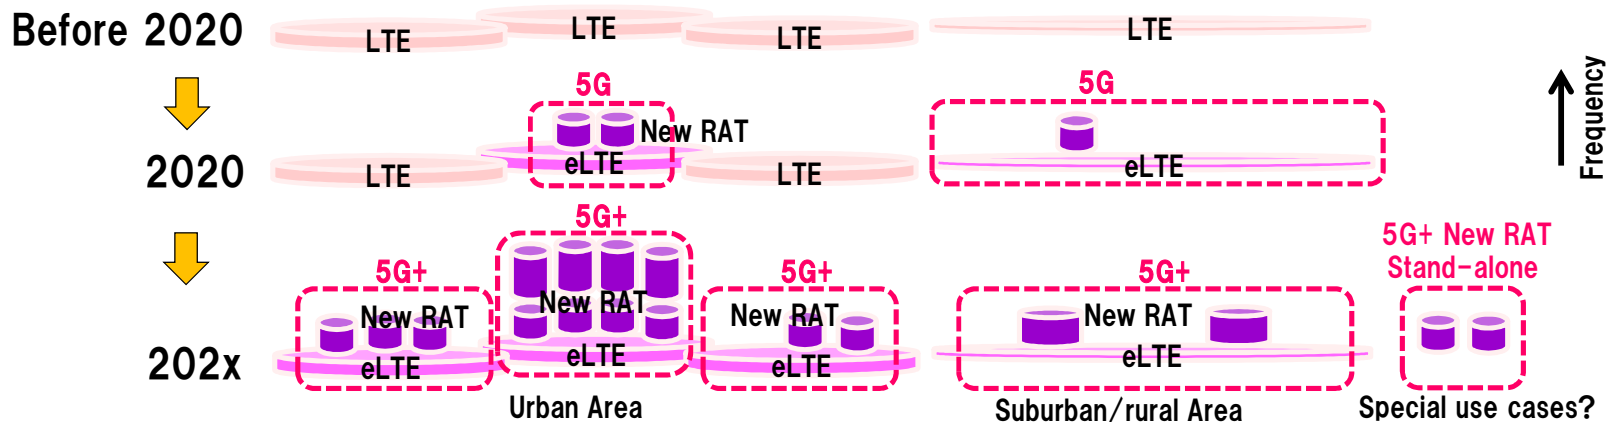 Before 2020
LTE
LTE
LTE
LTE
5G
5G
New RAT
Frequency
2020
LTE
eLTE
LTE
eLTE
5G+
5G+
5G+
5G+
5G+ New RAT
Stand-alone
New RAT
New RAT
New RAT
New RAT
202x
eLTE
eLTE
eLTE
eLTE
Urban Area
Suburban/rural Area
Special use cases?